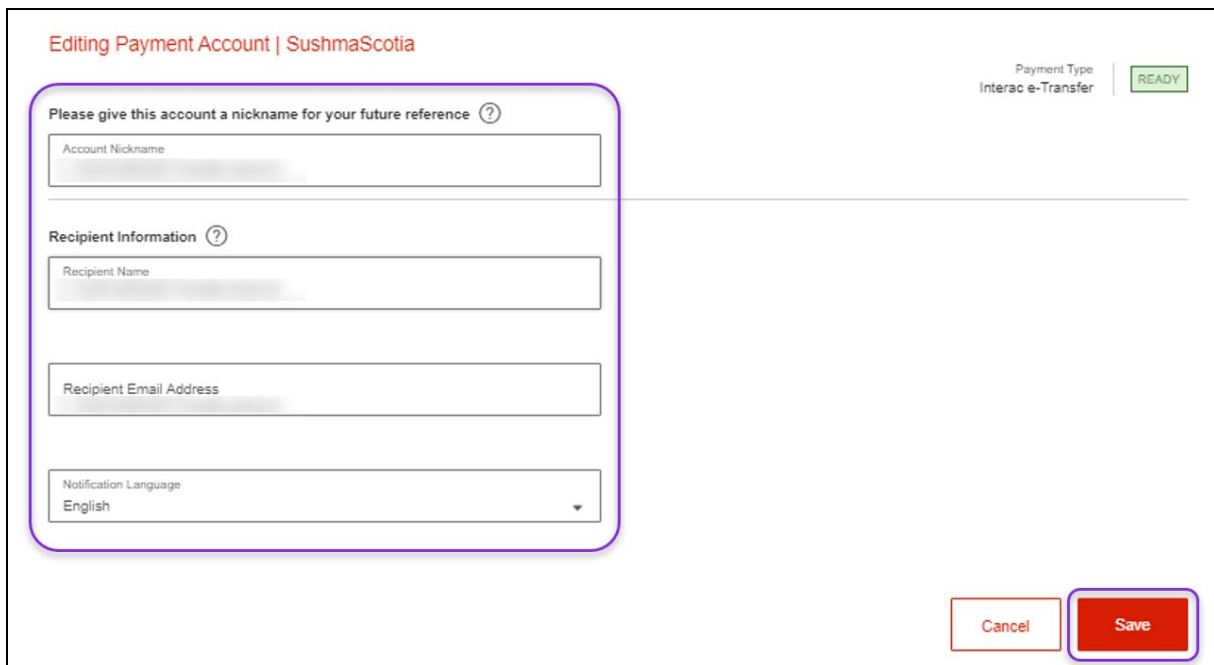 Editing Payment Account | SushmaScotia
Payment Type
Interac e-Transfer
READY
Please give this account a nickname for your future reference ?
Account Nickname
Recipient Information ?
Recipient Name
Recipient Email Address
Notification Language
English
Cancel
Save